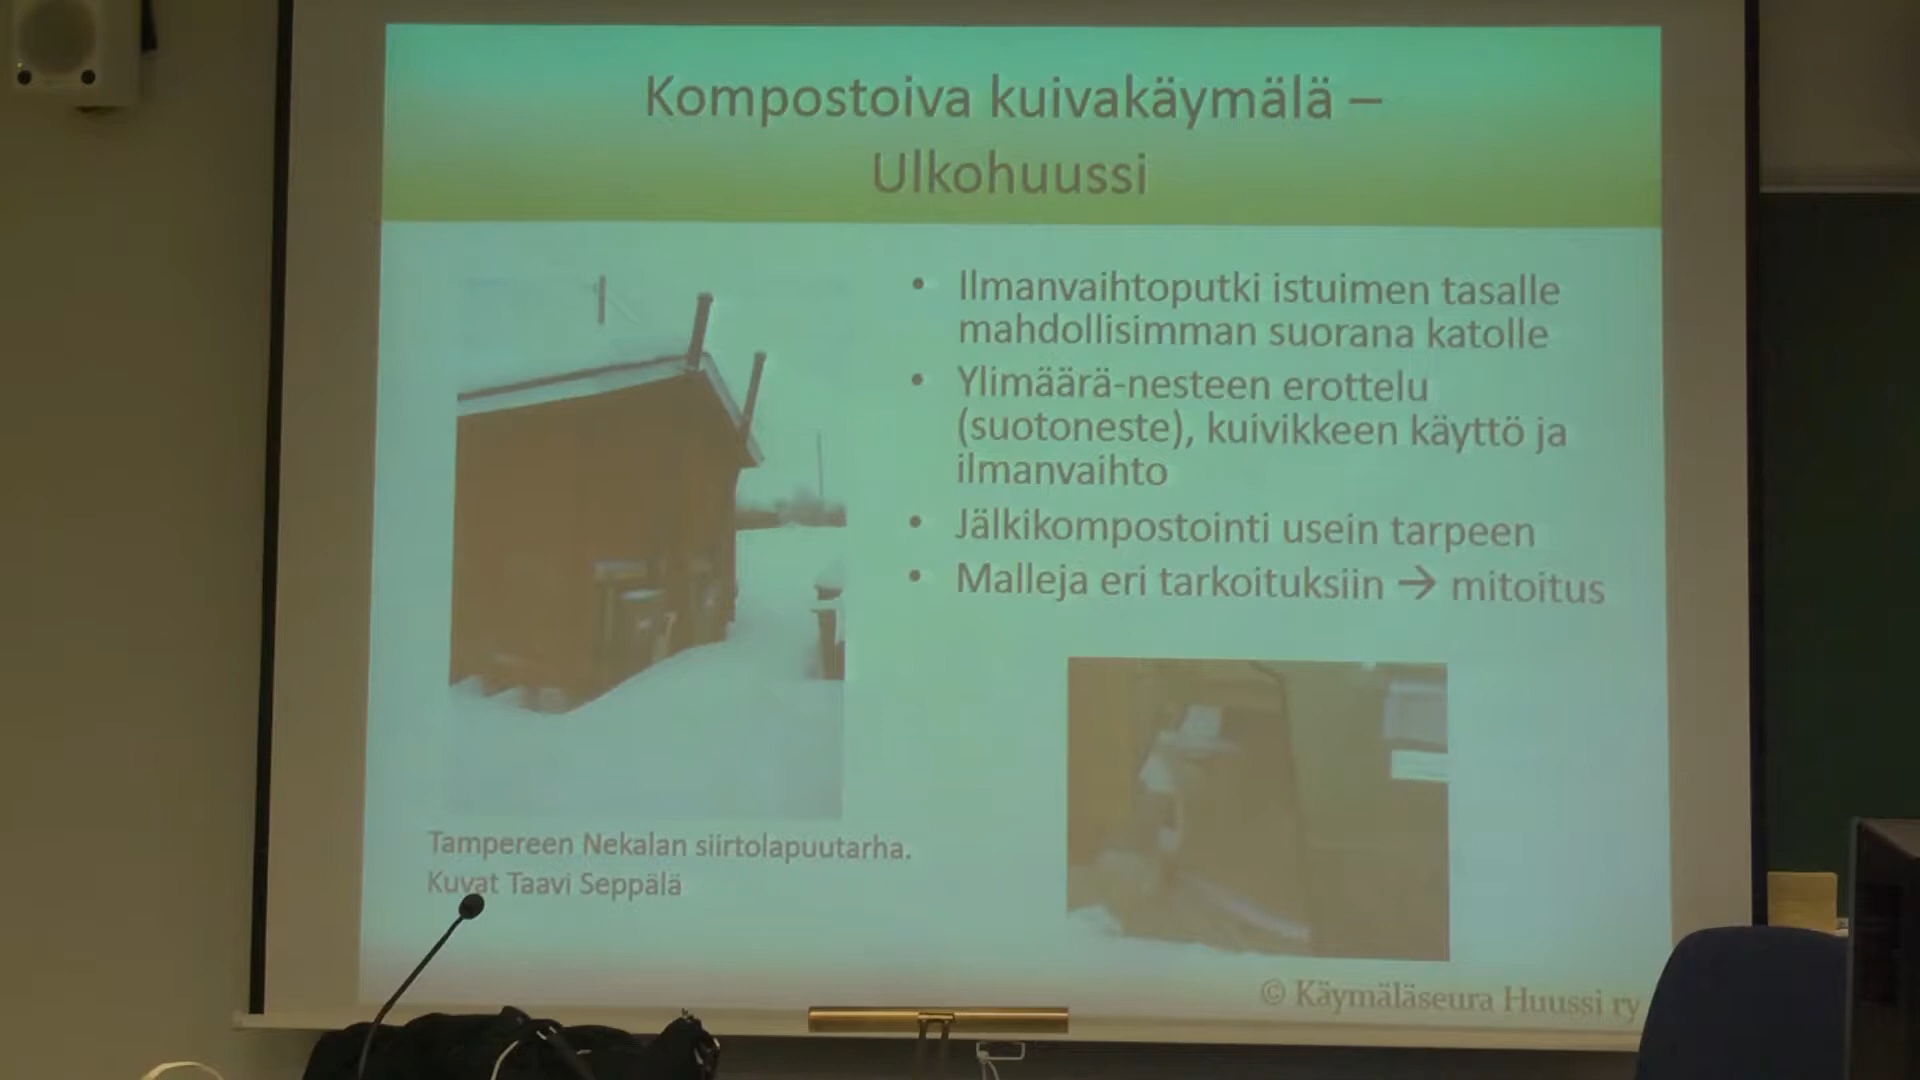 Kompostoiva kuivakäymälä –
Ulkohuussi
• Ilmanvaihtoputki istuimen tasalle
mahdollisimman suorana katolle
• Ylimäärä-nesteen erottelu
(suotoneste), kuivikkeen käyttö ja
ilmanvaihto
• Jälkikompostointi usein tarpeen
• Malleja eri tarkoituksiin → mitoitus
Tampereen Nekalan siirtolapuutarha.
Kuvat Taavi Seppälä
© Käymäläseura Huussi ry